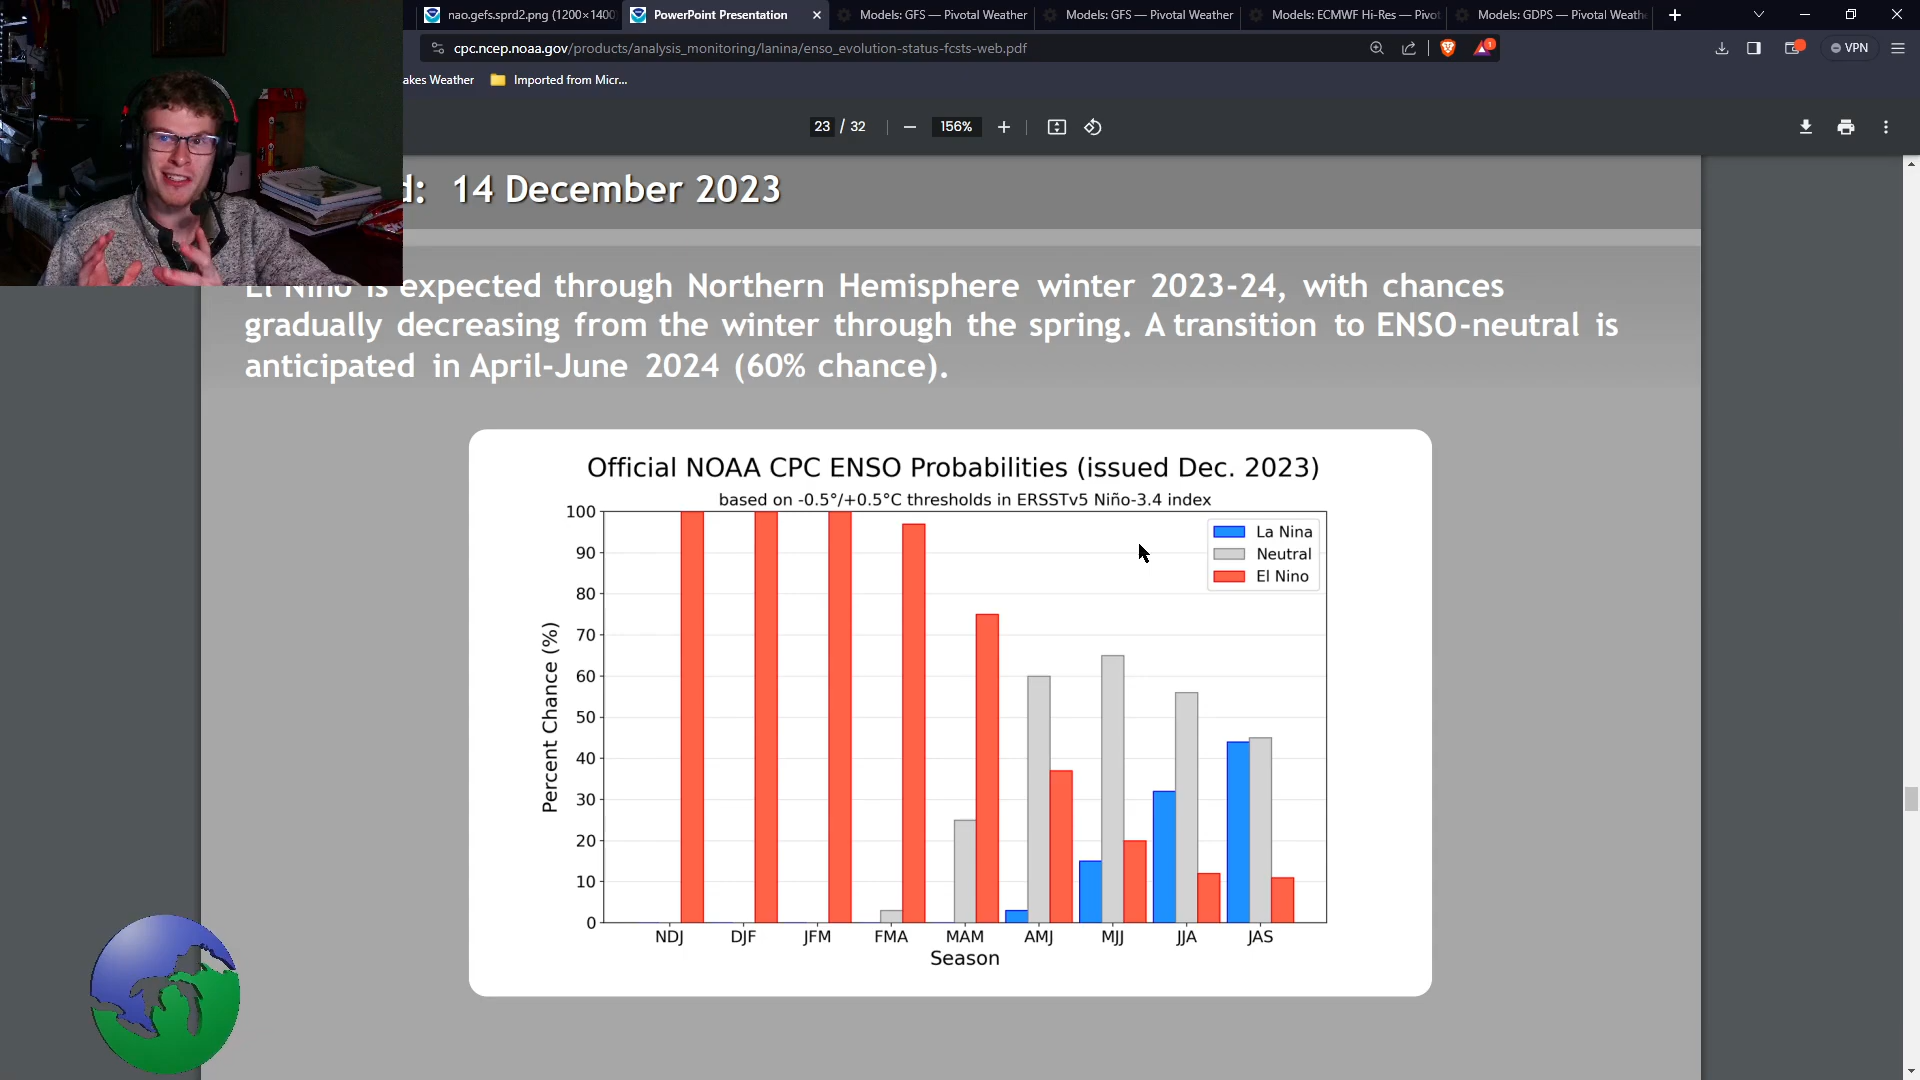 nao.gefs.sprd2.png (1200×1400
PowerPoint Presentation
Models: GFS — Pivotal Weather
Models: GFS — Pivotal Weather
Models: ECMWF Hi-Res — Pivot
Models: GDPS — Pivotal Weathe
cpc.ncep.noaa.gov/products/analysis_monitoring/lanina/enso_evolution-status-fcsts-web.pdf
1
VPN
akes Weather
Imported from Micr...
23 / 32
156%
d: 14 December 2023
El Niño is expected through Northern Hemisphere winter 2023-24, with chances
gradually decreasing from the winter through the spring. A transition to ENSO-neutral is
anticipated in April-June 2024 (60% chance).
Official NOAA CPC ENSO Probabilities (issued Dec. 2023)
based on -0.5°/+0.5°C thresholds in ERSSTv5 Niño-3.4 index
La Nina
Neutral
El Nino
Percent Chance (%)
100
90
80
70
60
50
40
30
20
10
0
NDJ DJF JFM FMA MAM AMJ MJJ JJA JAS
Season